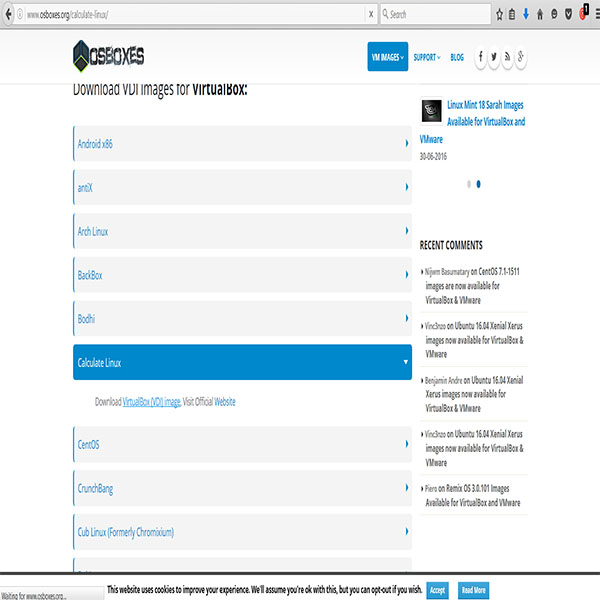 www.osboxes.org/calculate-linux/
Search
OSBOXES
VM IMAGES
SUPPORT
BLOG
Download VDI images for VirtualBox:
Android x86
antiX
Arch Linux
BackBox
Bodhi
Calculate Linux
Download VirtualBox (VDI) image, Visit Official Website
CentOS
CrunchBang
Cub Linux (Formerly Chromixium)
Linux Mint 18 Sarah Images
Available for VirtualBox and
VMware
30-06-2016
RECENT COMMENTS
Nijwm Basumatary on CentOS 7.1-1511
images are now available for
VirtualBox & VMware
Vinc3nzo on Ubuntu 16.04 Xenial Xerus
images now available for VirtualBox &
VMware
Benjamin Andre on Ubuntu 16.04 Xenial
Xerus images now available for
VirtualBox & VMware
Vinc3nzo on Ubuntu 16.04 Xenial Xerus
images now available for VirtualBox &
VMware
Piero on Remix OS 3.0.101 Images
Available for VirtualBox and VMware
Waiting for www.osboxes.org...
This website uses cookies to improve your experience. We'll assume you're ok with this, but you can opt-out if you wish.
Accept
Read More